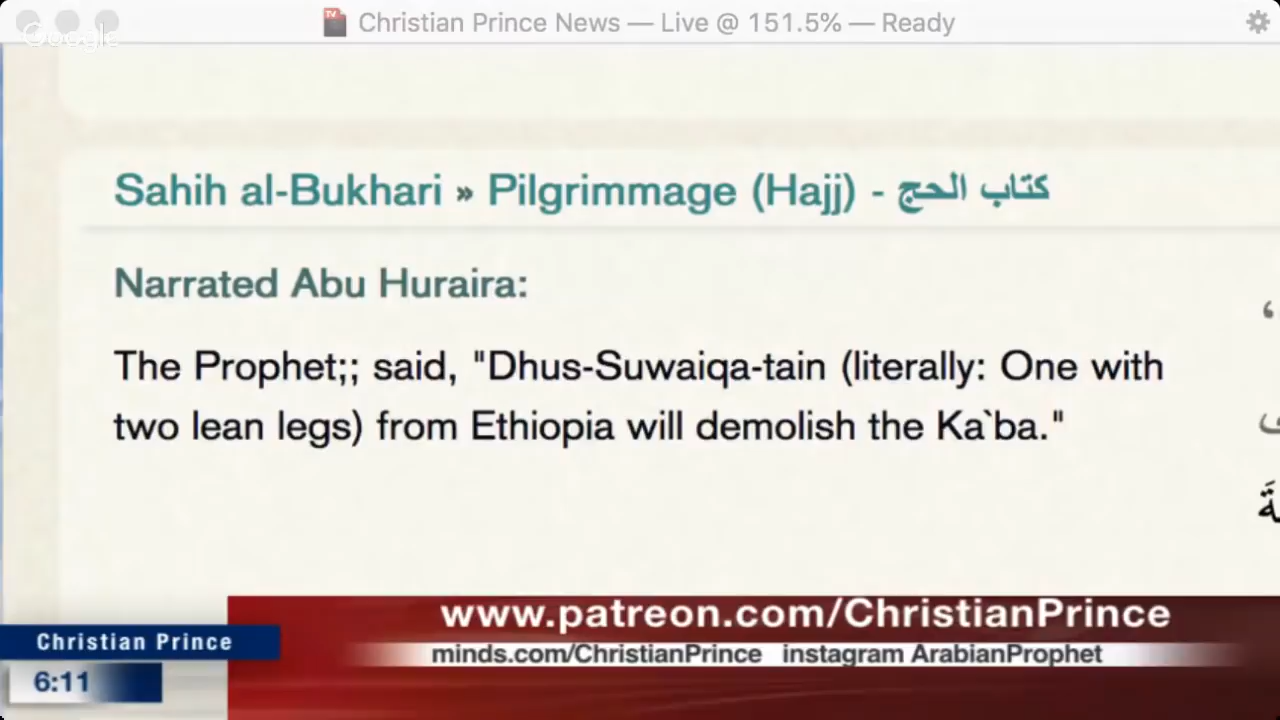 Christian Prince News — Live @ 151.5% — Ready
Google
Sahih al-Bukhari » Pilgrimmage (Hajj) - كتاب الحج
Narrated Abu Huraira:
The Prophet;; said, "Dhus-Suwaiqa-tain (literally: One with
two lean legs) from Ethiopia will demolish the Ka`ba."
www.patreon.com/ChristianPrince
Christian Prince
minds.com/ChristianPrince instagram ArabianProphet
6:11